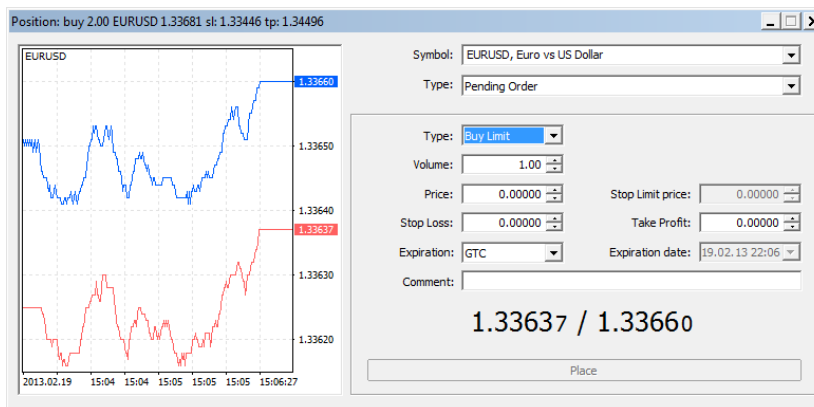 Position: buy 2.00 EURUSD 1.33681 sl: 1.33446 tp: 1.34496
EURUSD
1.33660
1.33650
1.33640
1.33637
1.33630
1.33620
2013.02.19 15:04 15:04 15:05 15:05 15:05 15:06:27
Symbol: EURUSD, Euro vs US Dollar
Type: Pending Order
Type: Buy Limit
Volume: 1.00
Price: 0.00000 Stop Limit price: 0.00000
Stop Loss: 0.00000 Take Profit: 0.00000
Expiration: GTC Expiration date: 19.02.13 22:06
Comment:
1.33637 / 1.33660
Place